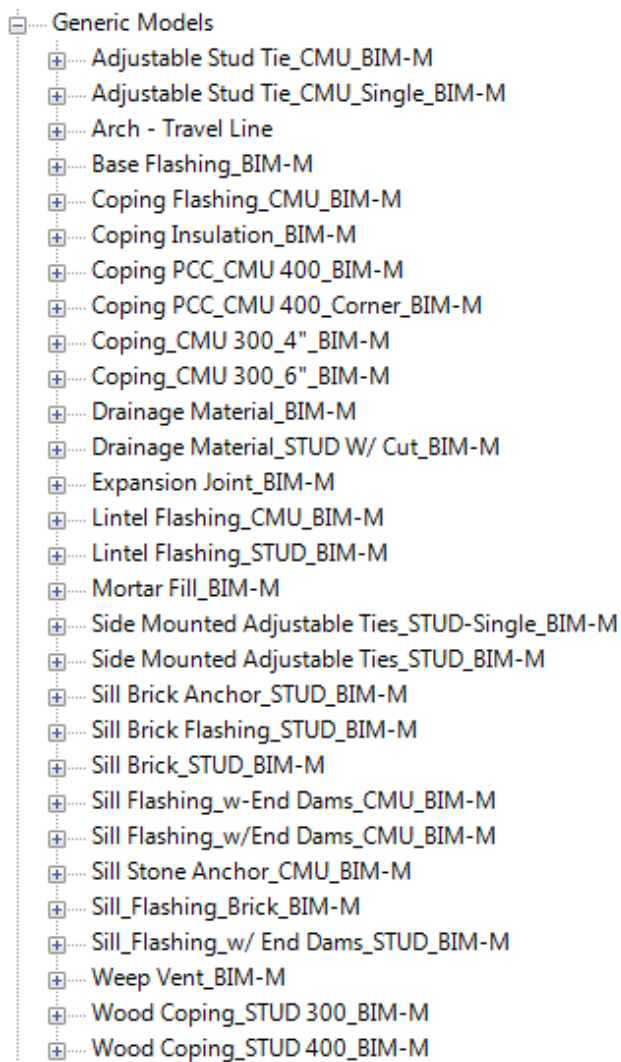 Generic Models
Adjustable Stud Tie_CMU_BIM-M
Adjustable Stud Tie_CMU_Single_BIM-M
Arch - Travel Line
Base Flashing_BIM-M
Coping Flashing_CMU_BIM-M
Coping Insulation_BIM-M
Coping PCC_CMU 400_BIM-M
Coping PCC_CMU 400_Corner_BIM-M
Coping_CMU 300_4"_BIM-M
Coping_CMU 300_6"_BIM-M
Drainage Material_BIM-M
Drainage Material_STUD W/ Cut_BIM-M
Expansion Joint_BIM-M
Lintel Flashing_CMU_BIM-M
Lintel Flashing_STUD_BIM-M
Mortar Fill_BIM-M
Side Mounted Adjustable Ties_STUD-Single_BIM-M
Side Mounted Adjustable Ties_STUD_BIM-M
Sill Brick Anchor_STUD_BIM-M
Sill Brick Flashing_STUD_BIM-M
Sill Brick_STUD_BIM-M
Sill Flashing_w-End Dams_CMU_BIM-M
Sill Flashing_w/End Dams_CMU_BIM-M
Sill Stone Anchor_CMU_BIM-M
Sill_Flashing_Brick_BIM-M
Sill_Flashing_w/ End Dams_STUD_BIM-M
Weep Vent_BIM-M
Wood Coping_STUD 300_BIM-M
Wood Coping_STUD 400_BIM-M